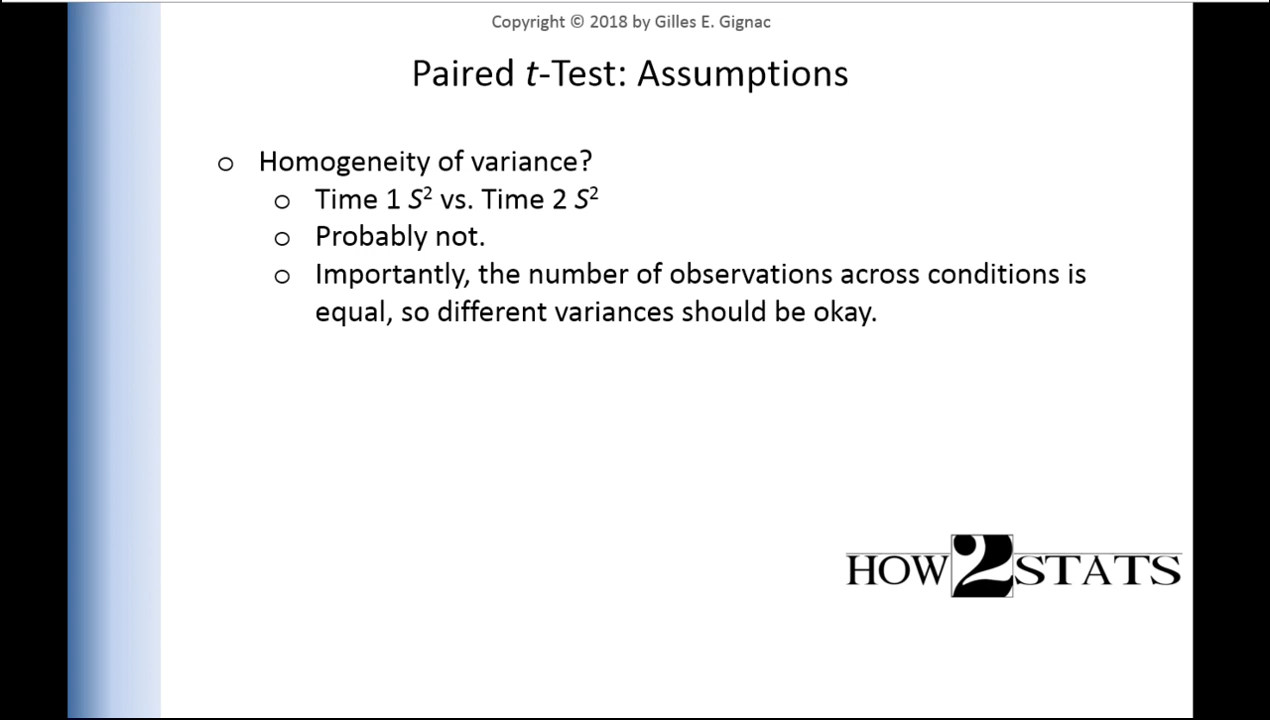 Copyright © 2018 by Gilles E. Gignac
Paired t-Test: Assumptions
o Homogeneity of variance?
o Time 1 S² vs. Time 2 S²
o Probably not.
o Importantly, the number of observations across conditions is
equal, so different variances should be okay.
HOW2STATS